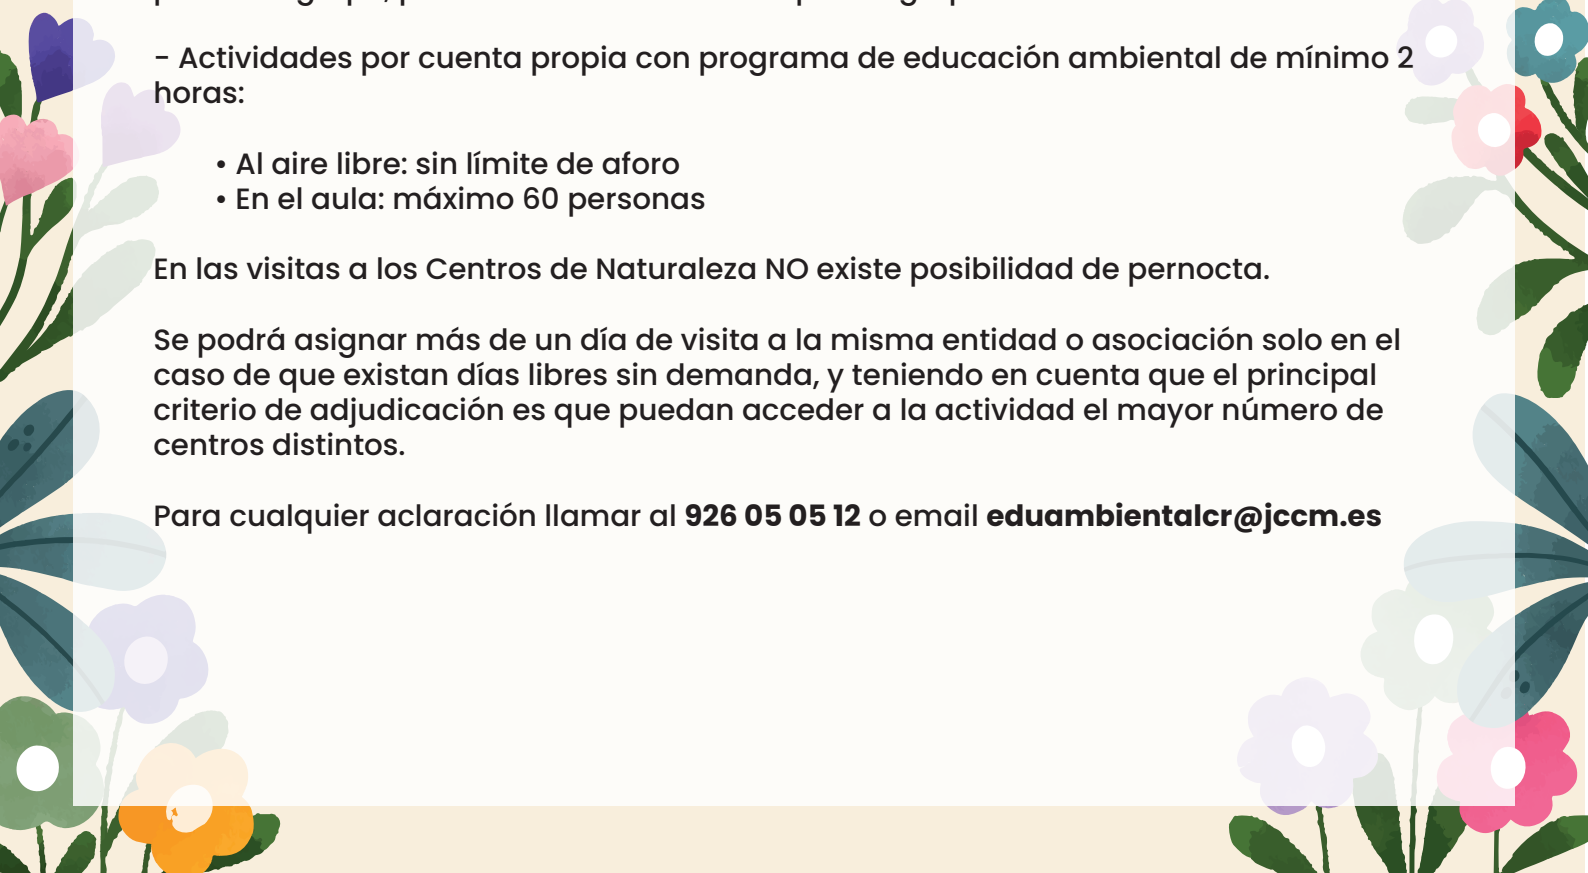 - Actividades por cuenta propia con programa de educación ambiental de mínimo 2
horas:
• Al aire libre: sin límite de aforo
• En el aula: máximo 60 personas
En las visitas a los Centros de Naturaleza NO existe posibilidad de pernocta.
Se podrá asignar más de un día de visita a la misma entidad o asociación solo en el
caso de que existan días libres sin demanda, y teniendo en cuenta que el principal
criterio de adjudicación es que puedan acceder a la actividad el mayor número de
centros distintos.
Para cualquier aclaración llamar al 926 05 05 12 o email eduambientalcr@jccm.es